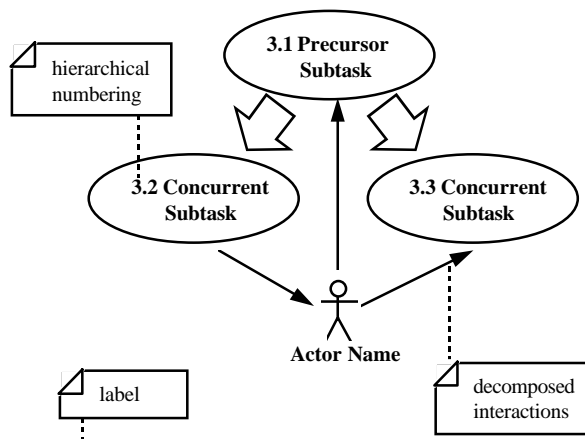 3.1 Precursor
Subtask
hierarchical
numbering
3.2 Concurrent
Subtask
3.3 Concurrent
Subtask
Actor Name
label
decomposed
interactions